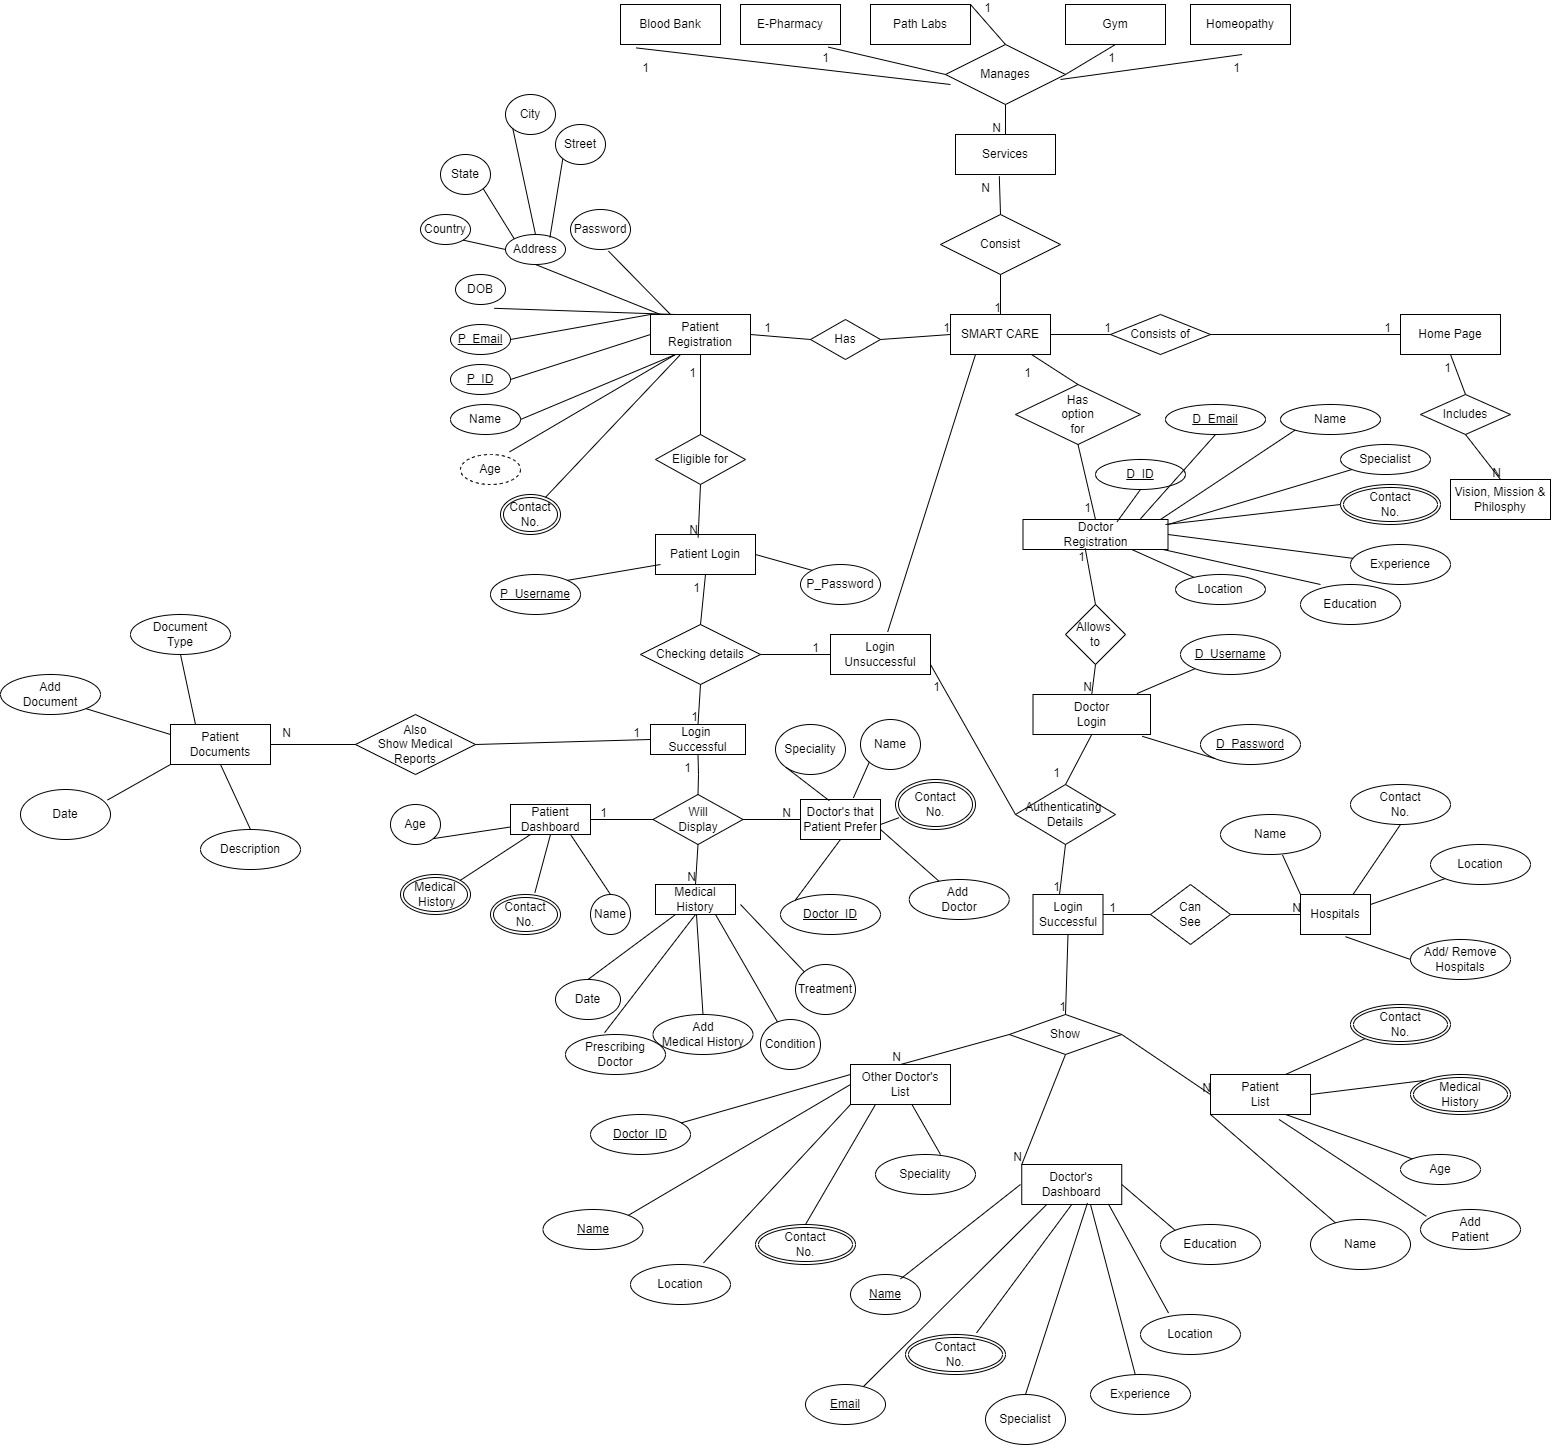 Blood Bank
E-Pharmacy
Path Labs
Gym
Homeopathy
1
1
1
1
1
Manages
N
Services
N
Consist
1
City
Street
State
Country
Address
Password
DOB
P_Email
P_ID
Name
Age
Contact
No.
Patient
Registration
1
Has
1
SMART CARE
1
Consists of
1
Home Page
1
Includes
N
Vision, Mission &
Philosphy
1
Eligible for
N
Patient Login
P_Username
P_Password
1
Checking details
1
Login
Unsuccessful
1
1
Has
option
for
1
D_Email
Name
D_ID
Specialist
Contact
No.
Doctor
Registration
Experience
Location
Education
1
Allows
to
N
Doctor
Login
D_Username
D_Password
1
Authenticating
Details
1
Login
Successful
1
Can
See
N
Hospitals
Name
Contact
No.
Location
Add/ Remove
Hospitals
1
Login
Successful
1
Also
Show Medical
Reports
N
Patient
Documents
Document
Type
Add
Document
Date
Description
1
Will
Display
1
Patient
Dashboard
Age
Medical
History
Contact
No.
Name
N
Doctor's that
Patient Prefer
Speciality
Name
Contact
No.
Doctor_ID
Add
Doctor
N
Medical
History
Date
Prescribing
Doctor
Add
Medical History
Condition
Treatment
1
Show
N
Other Doctor's
List
Doctor_ID
Name
Location
Contact
No.
Speciality
N
Doctor's
Dashboard
Name
Email
Contact
No.
Specialist
Experience
Location
Education
N
Patient
List
Contact
No.
Medical
History
Age
Add
Patient
Name